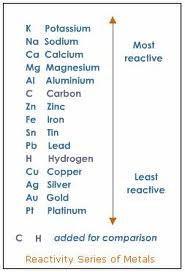 K Potassium
Na Sodium
Ca Calcium
Mg Magnesium
Al Aluminium
C Carbon
Zn Zinc
Fe Iron
Sn Tin
Pb Lead
H Hydrogen
Cu Copper
Ag Silver
Au Gold
Pt Platinum
Most
reactive
Least
reactive
C H added for comparison
Reactivity Series of Metals